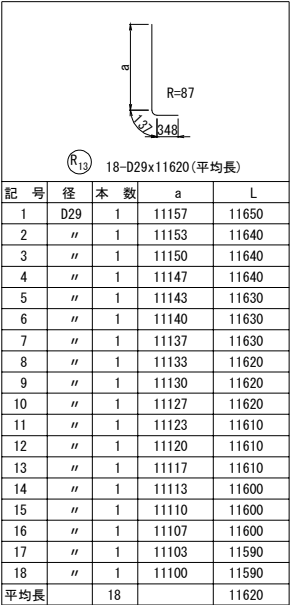 a
R=87
137
348
R13 18-D29x11620(平均長)
記 号 径 本 数 a L
1 D29 1 11157 11650
2 〃 1 11153 11640
3 〃 1 11150 11640
4 〃 1 11147 11640
5 〃 1 11143 11630
6 〃 1 11140 11630
7 〃 1 11137 11630
8 〃 1 11133 11620
9 〃 1 11130 11620
10 〃 1 11127 11620
11 〃 1 11123 11610
12 〃 1 11120 11610
13 〃 1 11117 11610
14 〃 1 11113 11600
15 〃 1 11110 11600
16 〃 1 11107 11600
17 〃 1 11103 11590
18 〃 1 11100 11590
平均長 18 11620